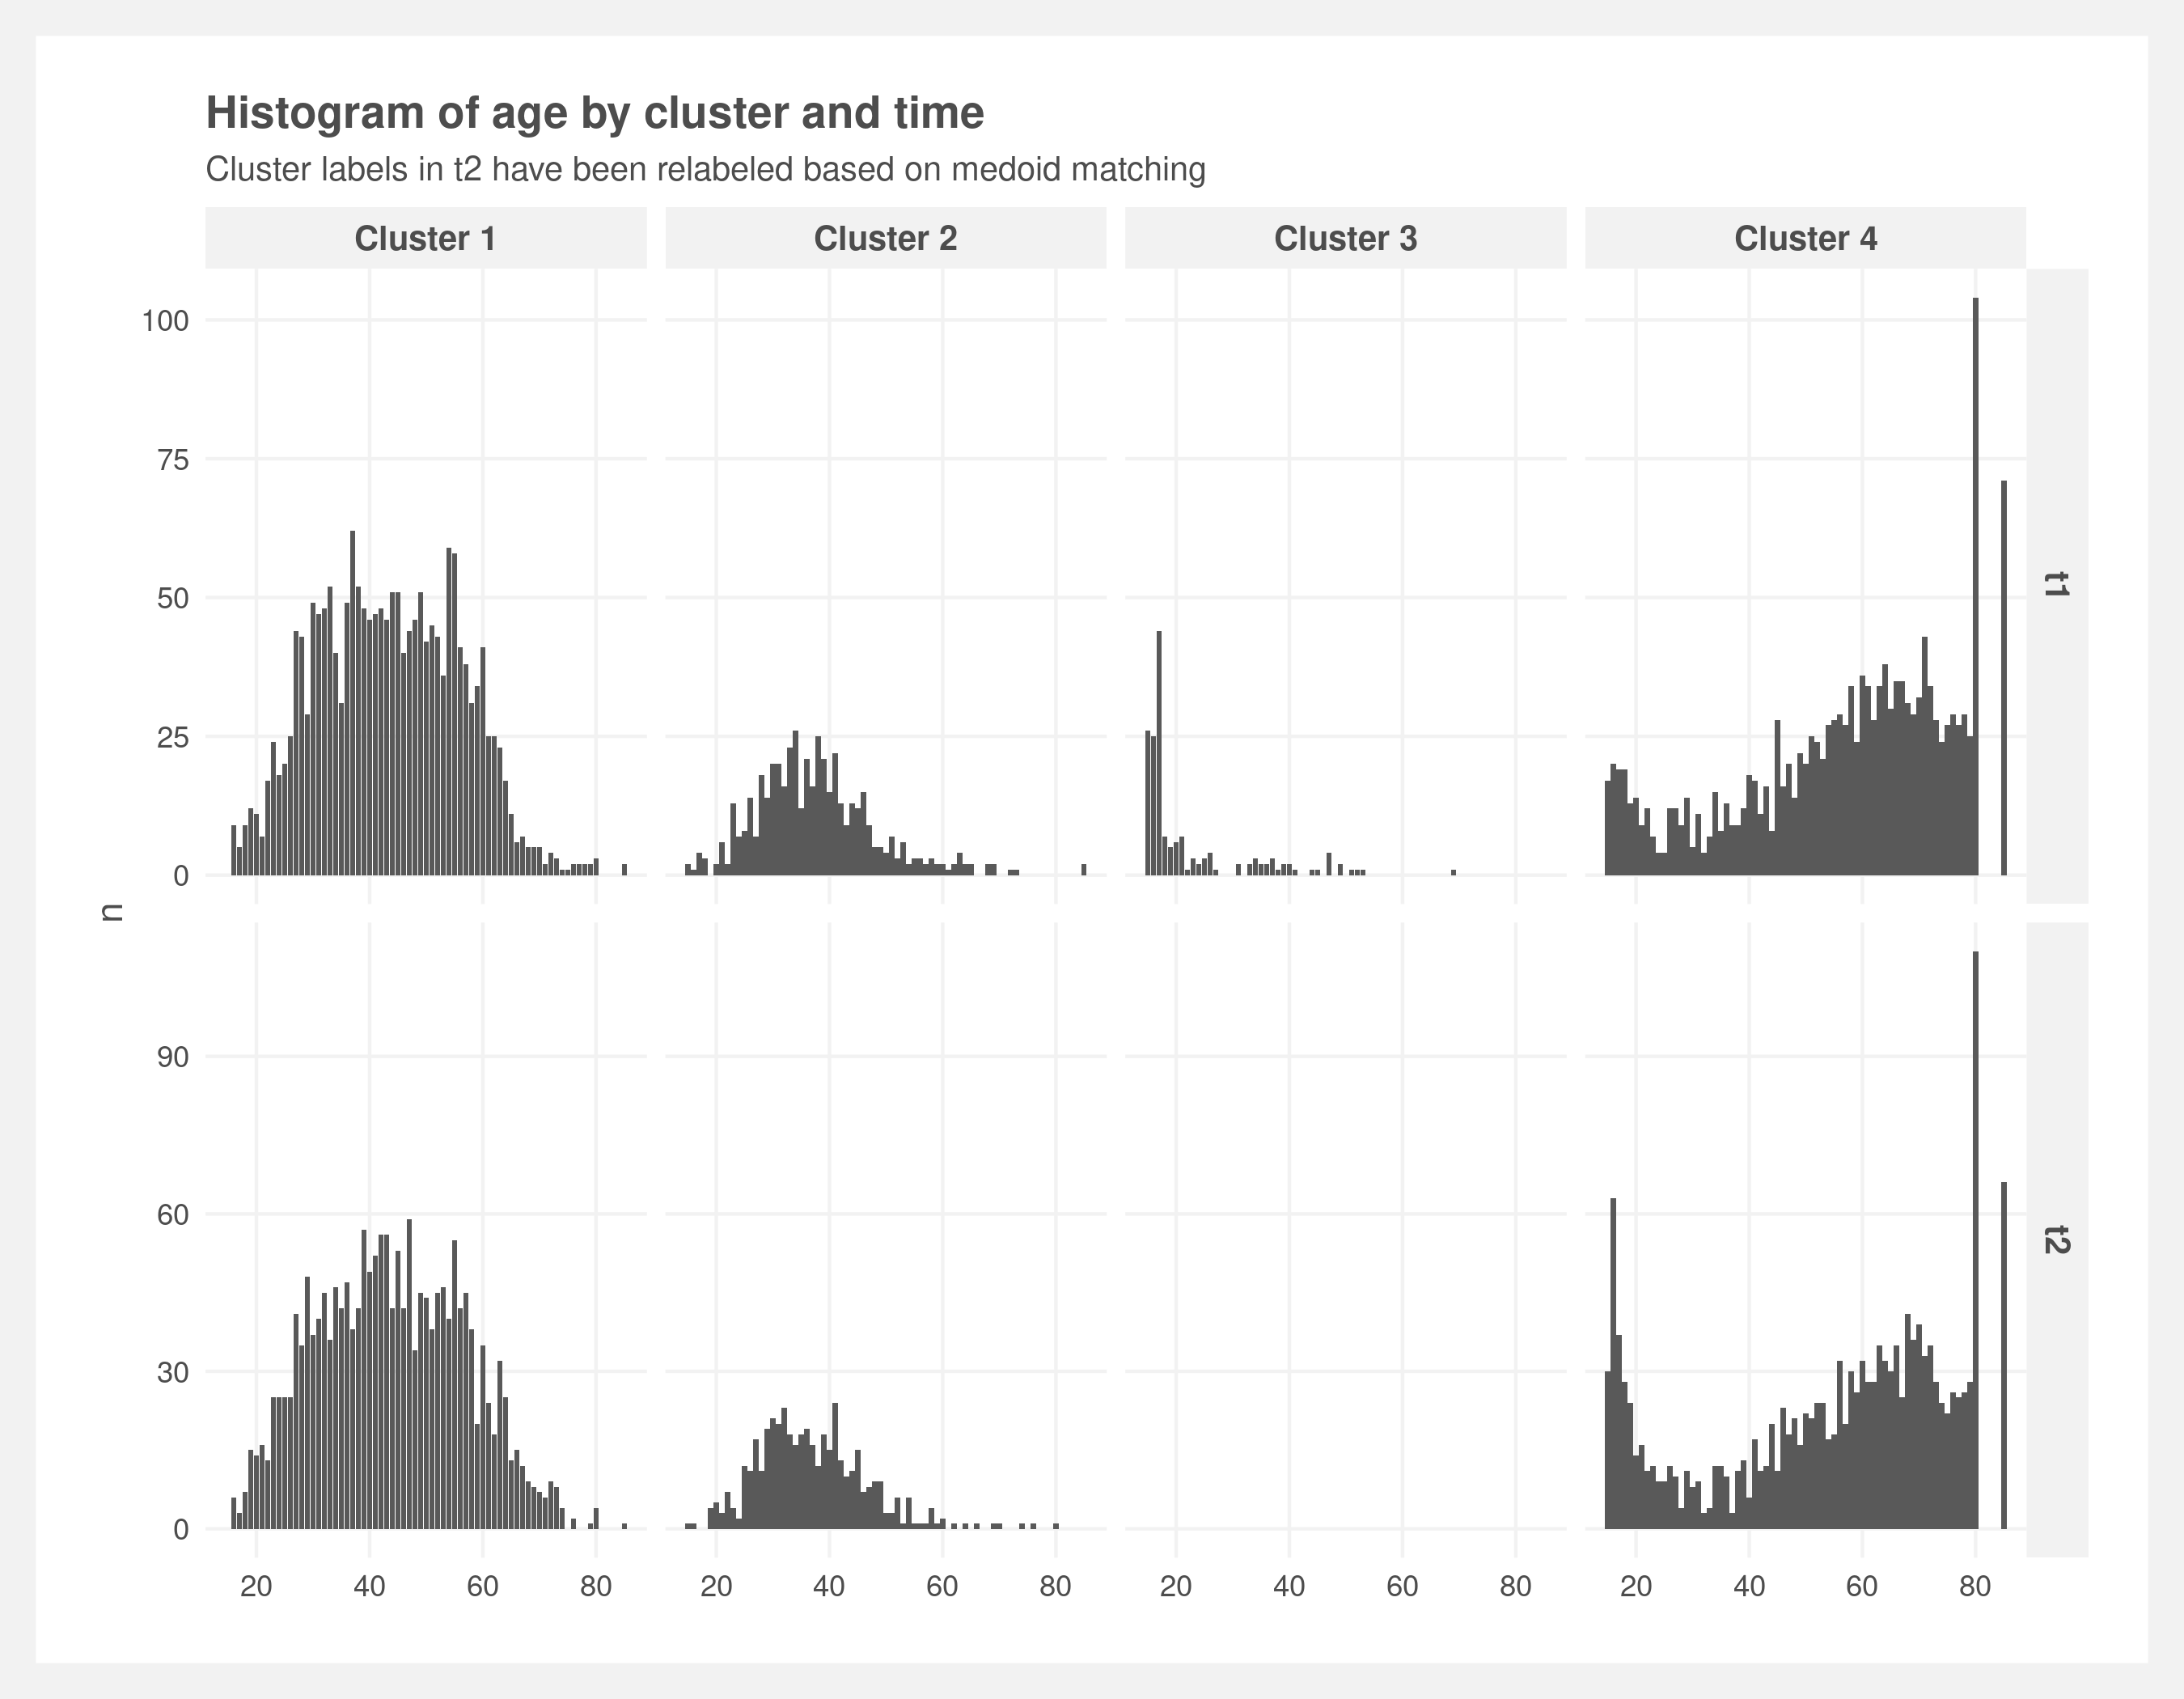 Histogram of age by cluster and time
Cluster labels in t2 have been relabeled based on medoid matching
Cluster 1 Cluster 2 Cluster 3 Cluster 4
100
75
50
25
0
t1
n
90
60
30
0
t2
20 40 60 80 20 40 60 80 20 40 60 80 20 40 60 80